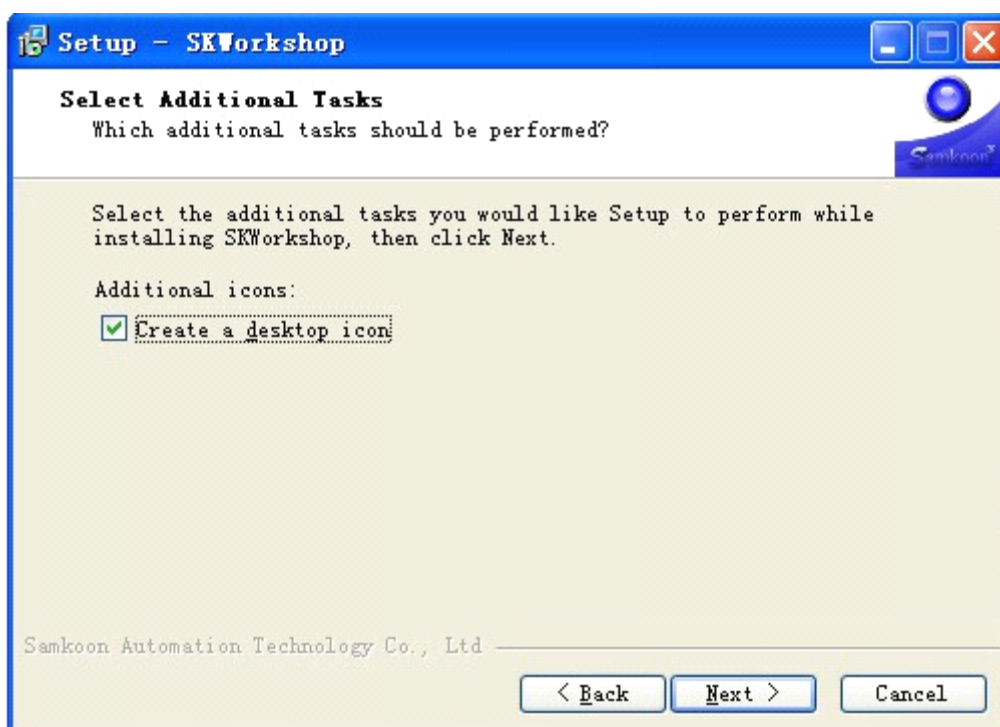 Setup - SKWorkshop
Select Additional Tasks
Which additional tasks should be performed?
Samkoon
Select the additional tasks you would like Setup to perform while
installing SKWorkshop, then click Next.
Additional icons:
Create a desktop icon
Samkoon Automation Technology Co., Ltd
< Back Next > Cancel